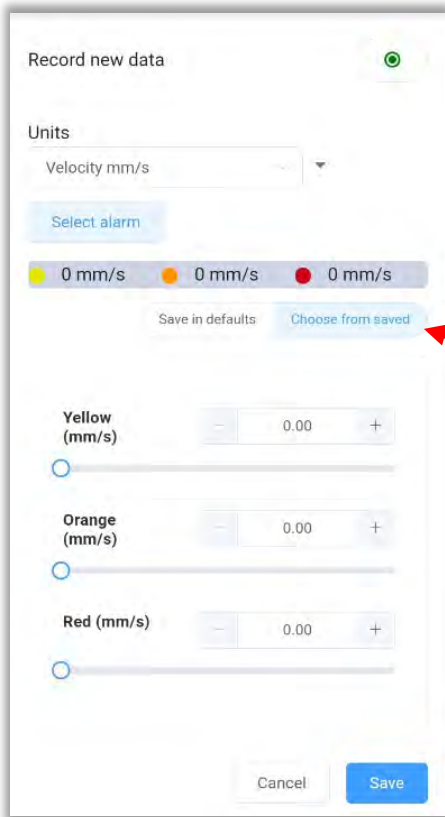 Record new data
Units
Velocity mm/s
Select alarm
0 mm/s 0 mm/s 0 mm/s
Save in defaults Choose from saved
Yellow
(mm/s)
- 0.00 +
Orange
(mm/s)
- 0.00 +
Red (mm/s)
- 0.00 +
Cancel Save